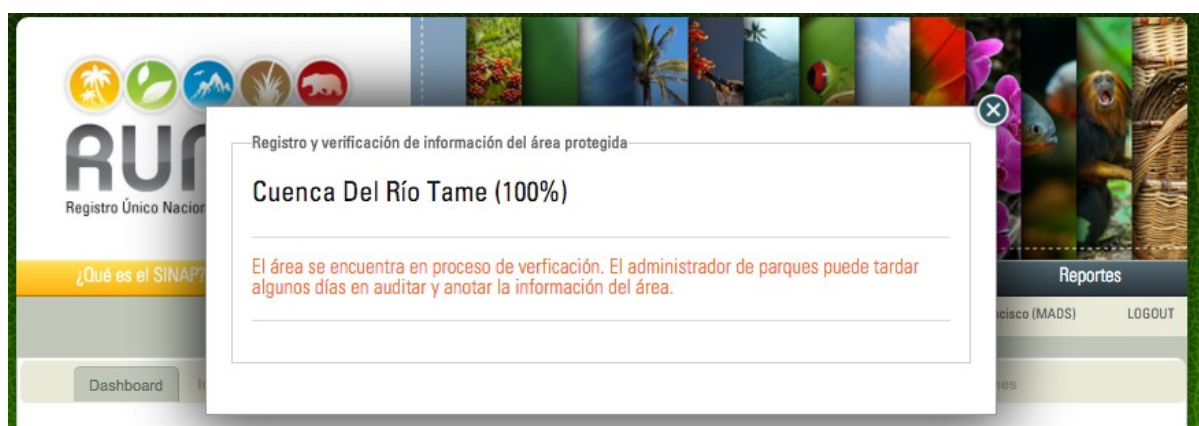 RUN
Registro Único Nacion
Registro y verificación de información del área protegida
Cuenca Del Río Tame (100%)
El área se encuentra en proceso de verficación. El administrador de parques puede tardar
algunos días en auditar y anotar la información del área.
¿Qué es el SINAP?
Reportes
cisco (MADS)
LOGOUT
Dashboard